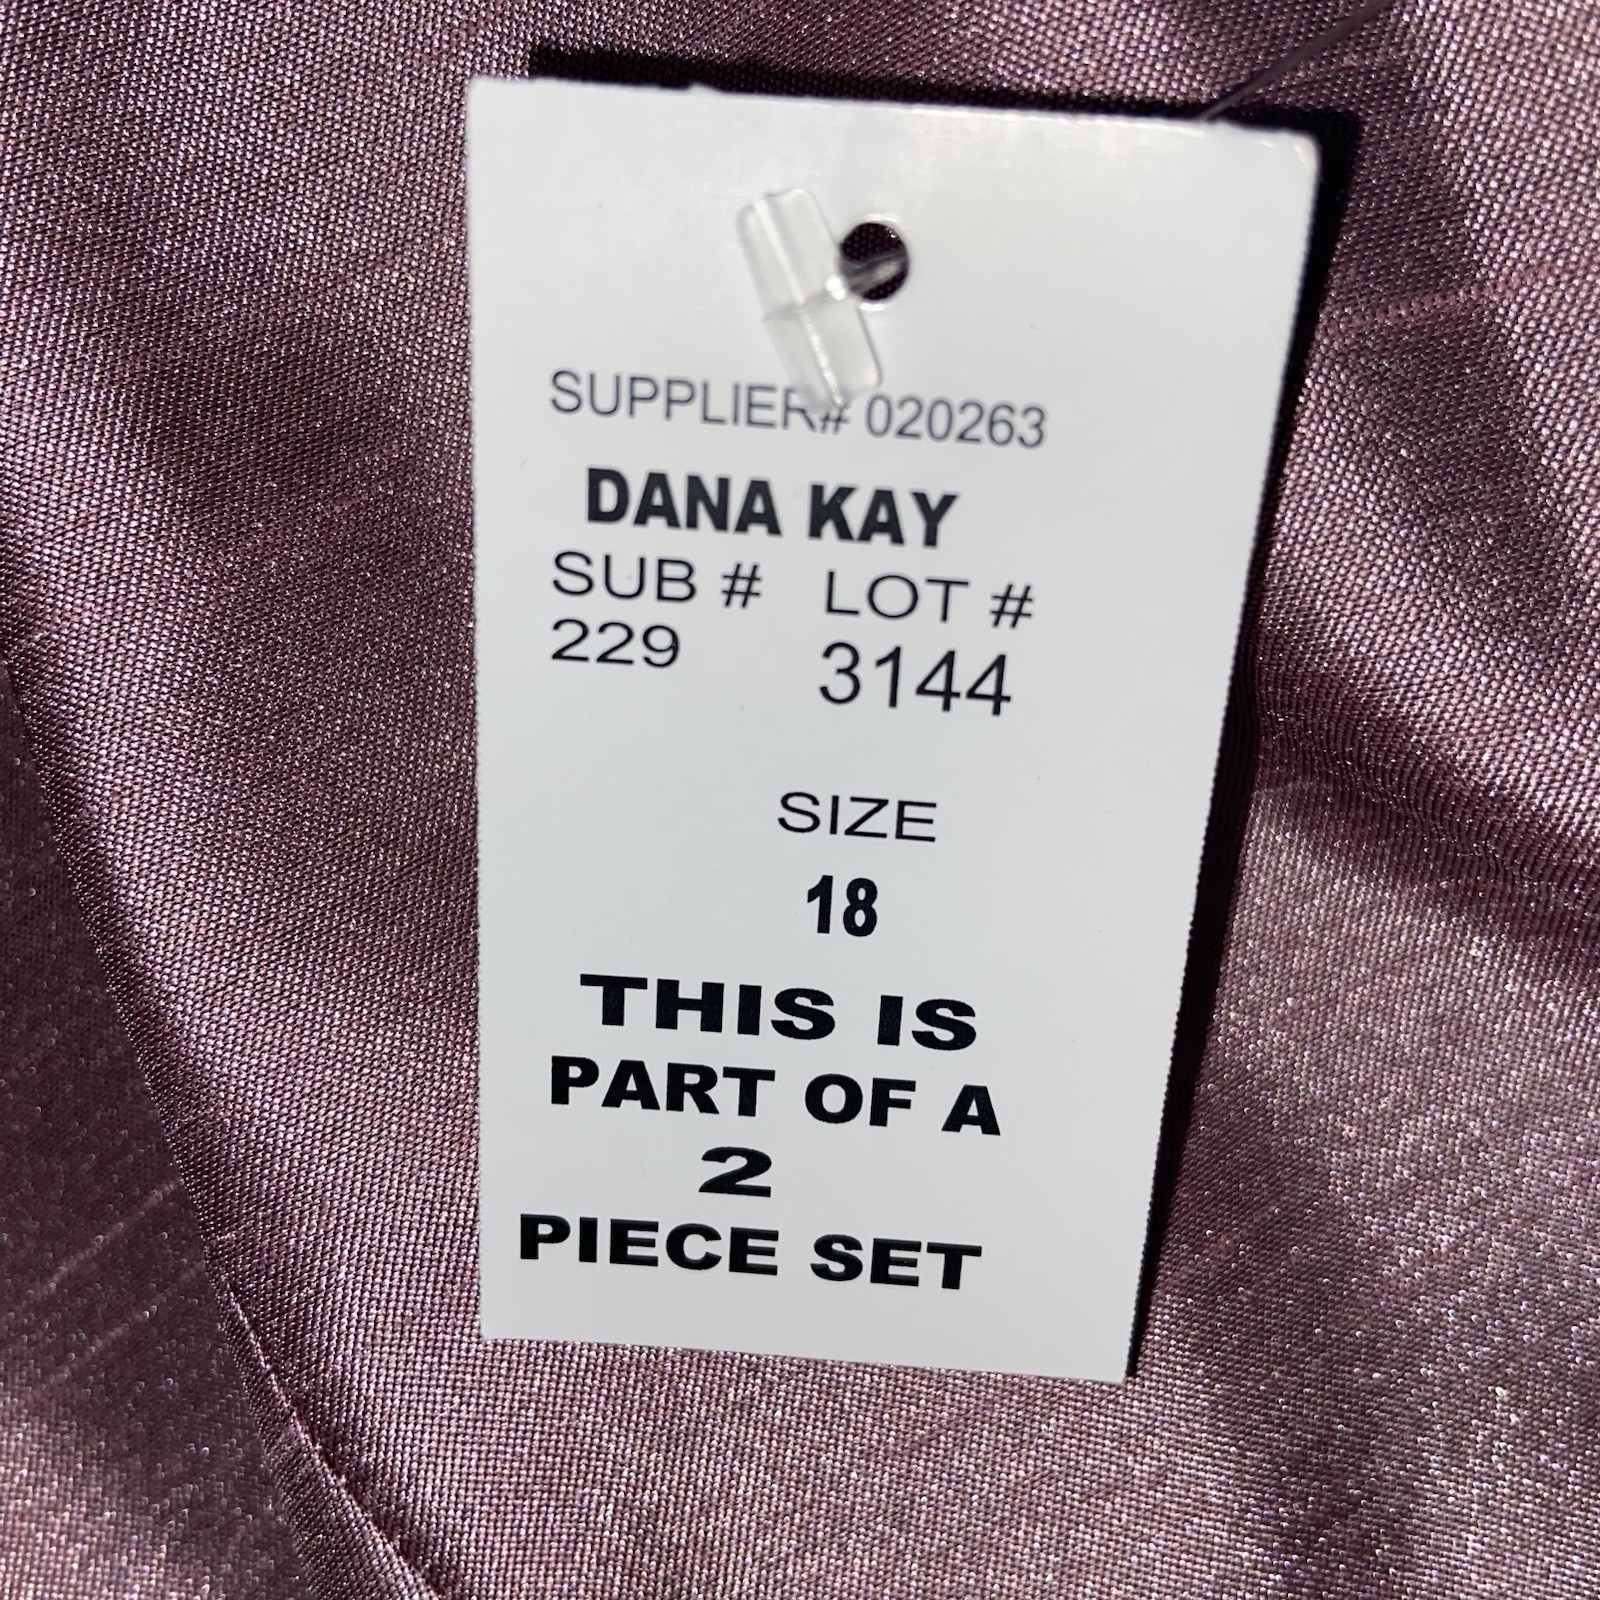 SUPPLIER# 020263
DANA KAY
SUB # LOT #
229 3144
SIZE
18
THIS IS
PART OF A
2
PIECE SET